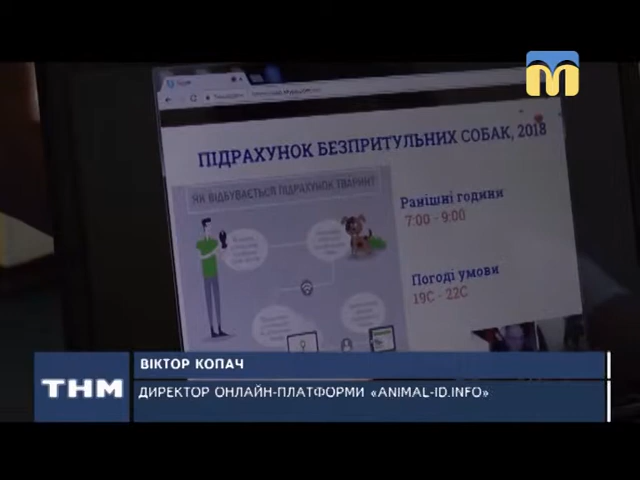 ПІДРАХУНОК БЕЗПРИТУЛЬНИХ СОБАК, 2018
ЯК ВІДБУВАЄТЬСЯ ПІДРАХУНОК ТВАРИН?
Ранішні години
7:00 - 9:00
Погоді умови
19С - 22С
ВІКТОР КОПАЧ
ТНМ
ДИРЕКТОР ОНЛАЙН-ПЛАТФОРМИ «ANIMAL-ID.INFO»